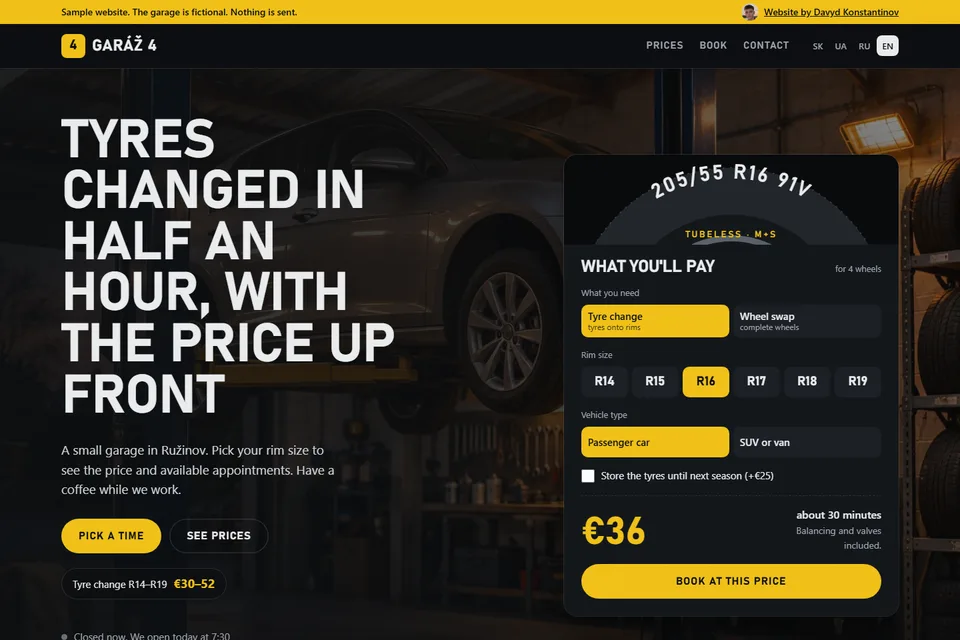 Sample website. The garage is fictional. Nothing is sent.
Website by Davyd Konstantinov
4 GARÁŽ 4
PRICES BOOK CONTACT SK UA RU EN
TYRES
CHANGED IN
HALF AN
HOUR, WITH
THE PRICE UP
FRONT
A small garage in Ružinov. Pick your rim size to
see the price and available appointments. Have a
coffee while we work.
PICK A TIME
SEE PRICES
Tyre change R14–R19 €30–52
Closed now. We open today at 7:30
205/55 R16 91V
TUBELESS · M+S
WHAT YOU'LL PAY
for 4 wheels
What you need
Tyre change
tyres onto rims
Wheel swap
complete wheels
Rim size
R14 R15 R16 R17 R18 R19
Vehicle type
Passenger car
SUV or van
Store the tyres until next season (+€25)
€36
about 30 minutes
Balancing and valves
included.
BOOK AT THIS PRICE